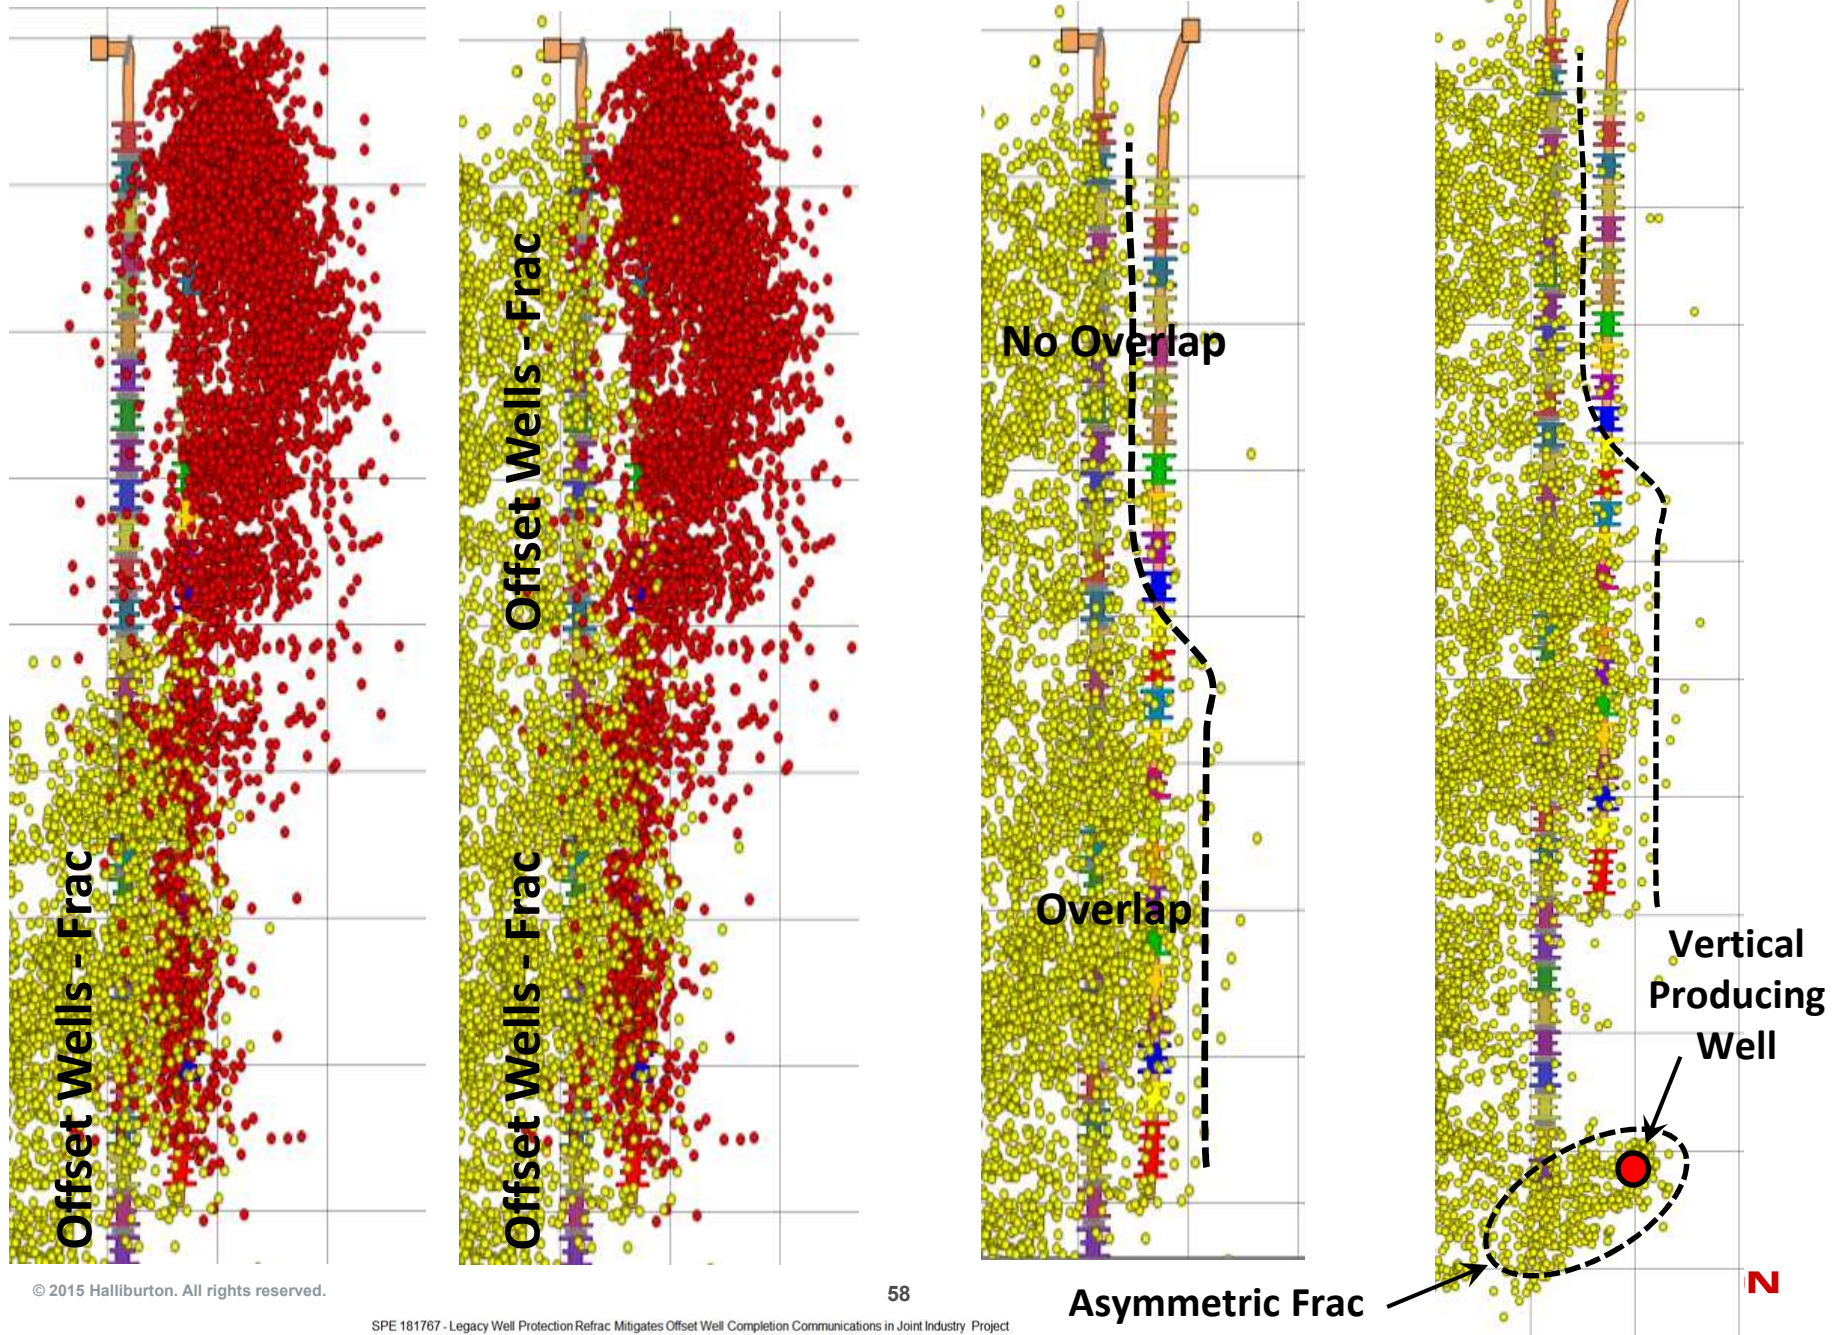 Offset Wells - Frac
Offset Wells - Frac
Offset Wells - Frac
No Overlap
Overlap
Vertical
Producing
Well
Asymmetric Frac
© 2015 Halliburton. All rights reserved.
58
N
SPE 181767 - Legacy Well Protection Refrac Mitigates Offset Well Completion Communications in Joint Industry Project